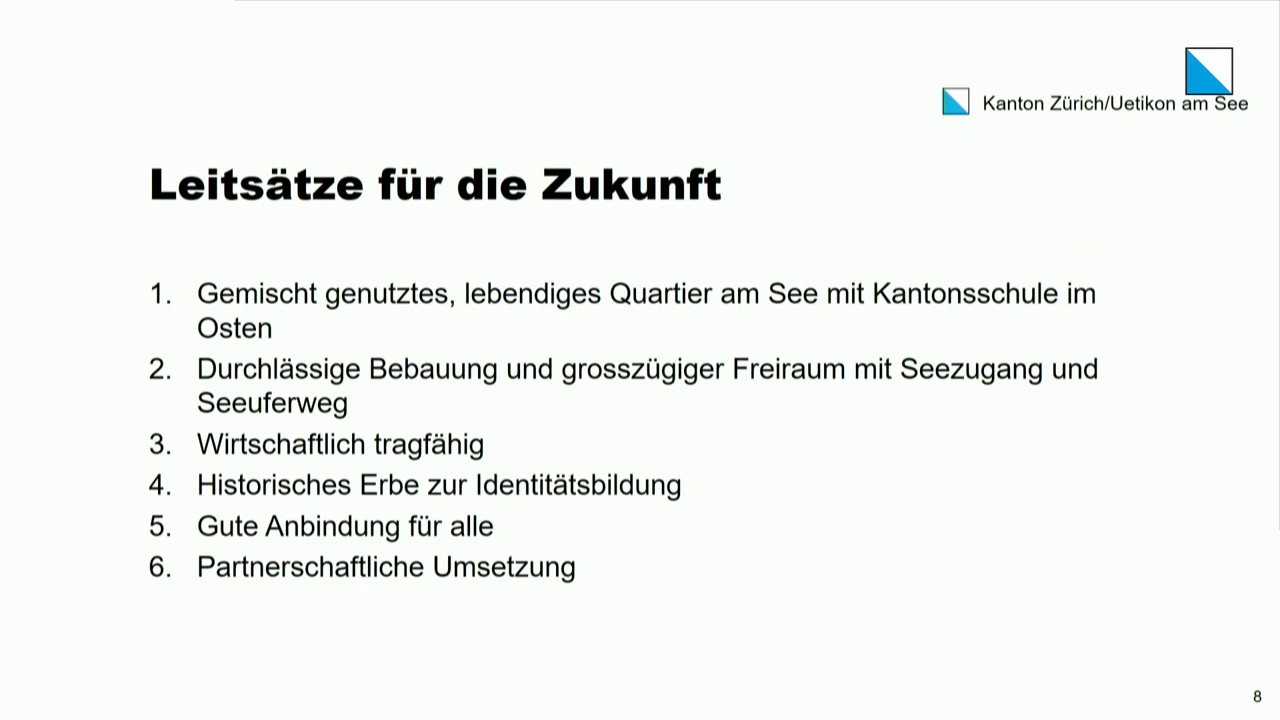 Kanton Zürich/Uetikon am See
Leitsätze für die Zukunft
1. Gemischt genutztes, lebendiges Quartier am See mit Kantonsschule im
Osten
2. Durchlässige Bebauung und grosszügiger Freiraum mit Seezugang und
Seeuferweg
3. Wirtschaftlich tragfähig
4. Historisches Erbe zur Identitätsbildung
5. Gute Anbindung für alle
6. Partnerschaftliche Umsetzung
8